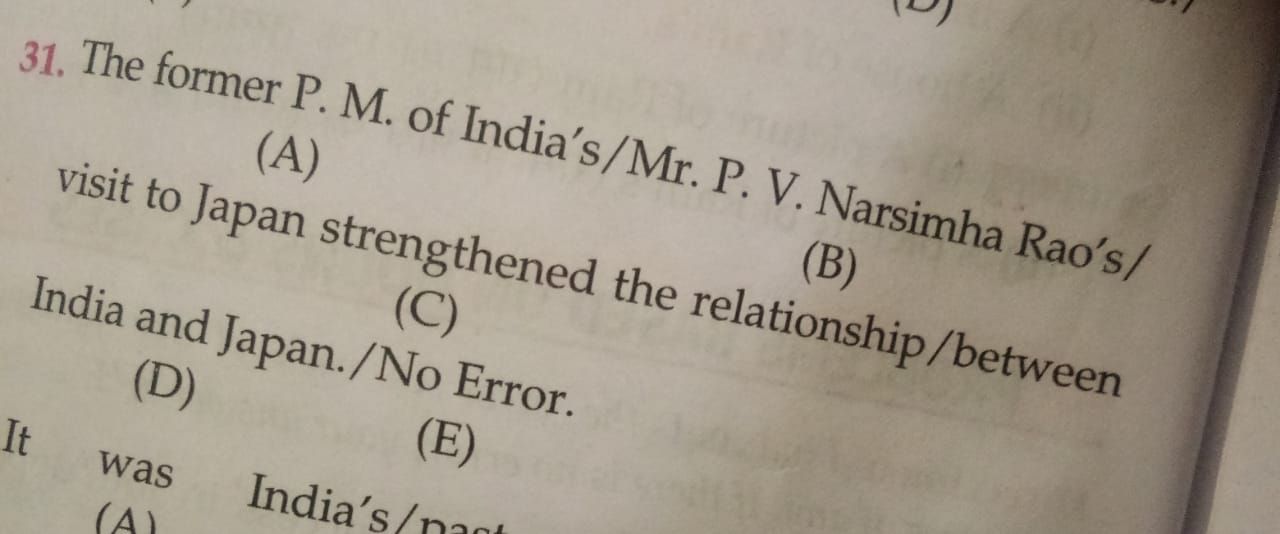 31. The former P. M. of India's/Mr. P. V. Narsimha Rao's/
(A) (B)
visit to Japan strengthened the relationship/between
(C)
India and Japan./No Error.
(D) (E)
It was India's/past
(A)